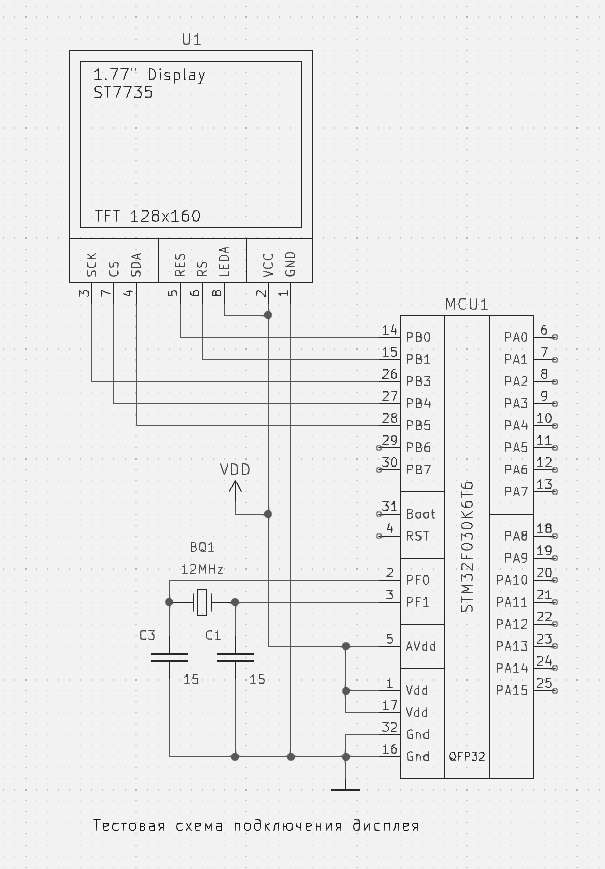 U1
1.77" Display
ST7735
TFT 128x160
SCK CS SDA RES RS LEDA VCC GND
3 7 4 5 6 8 2 1
MCU1
14 PB0 PA0 6
15 PB1 PA1 7
26 PB3 PA2 8
27 PB4 PA3 9
28 PB5 PA4 10
29 PB6 PA5 11
30 PB7 PA6 12
PA7 13
VDD
STM32F030K6T6
31 Boot
4 RST PA8 18
PA9 19
BQ1
12MHz
2 PF0 PA10 20
3 PF1 PA11 21
PA12 22
C3 C1
5 AVdd PA13 23
PA14 24
15 15
1 Vdd PA15 25
17 Vdd
32 Gnd
16 Gnd QFP32
Тестовая схема подключения дисплея